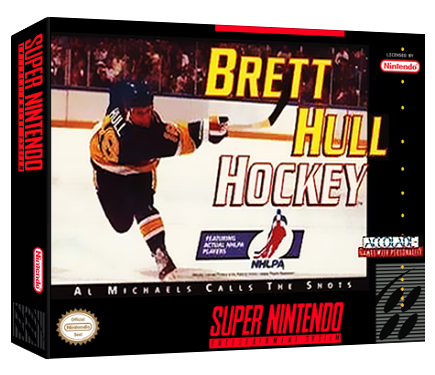 SUPER NINTENDO
Nintendo
BRETT
HULL
HOCKEY
LICENSED BY
Nintendo
HULL
FEATURING
ACTUAL NHLPA
PLAYERS
NHLPA
ACCOLADE
GAMES WITH PERSONALITY
AL MICHAELS CALLS THE SHOTS
Official
Nintendo
Seal
SUPER NINTENDO
ENTERTAINMENT SYSTEM